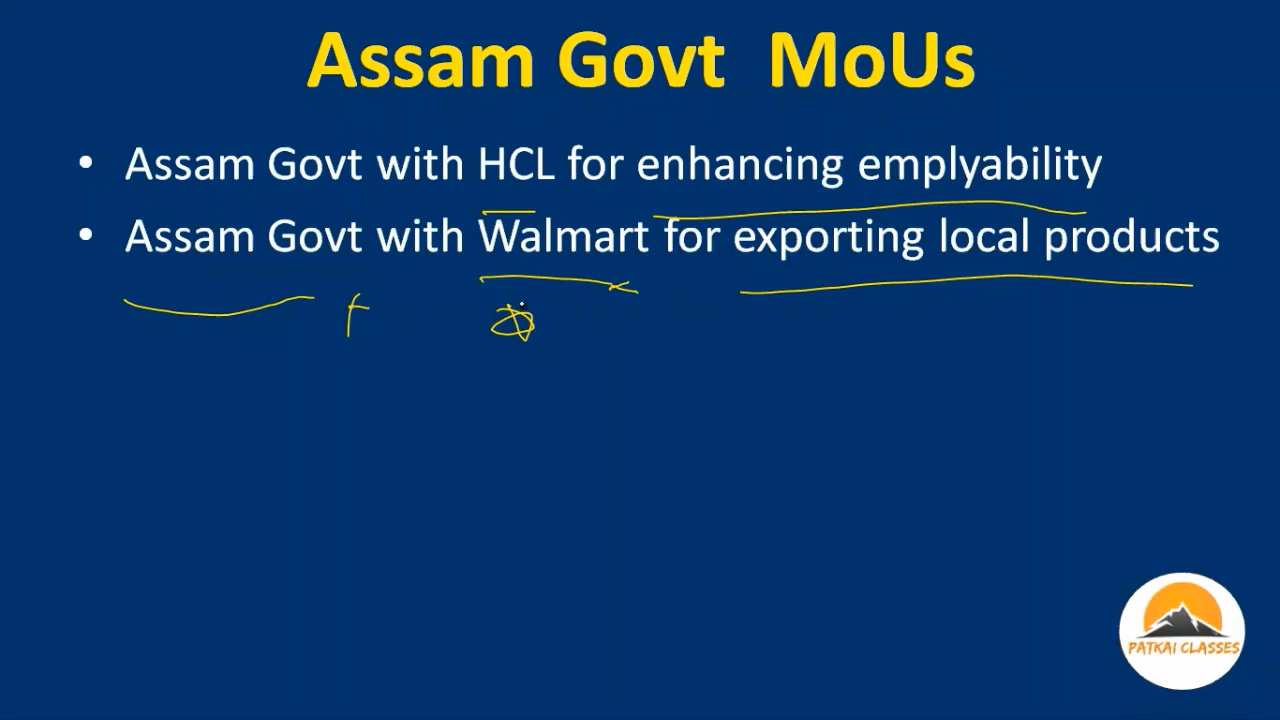 Assam Govt MoUs
• Assam Govt with HCL for enhancing emplyability
• Assam Govt with Walmart for exporting local products
PATKAI CLASSES